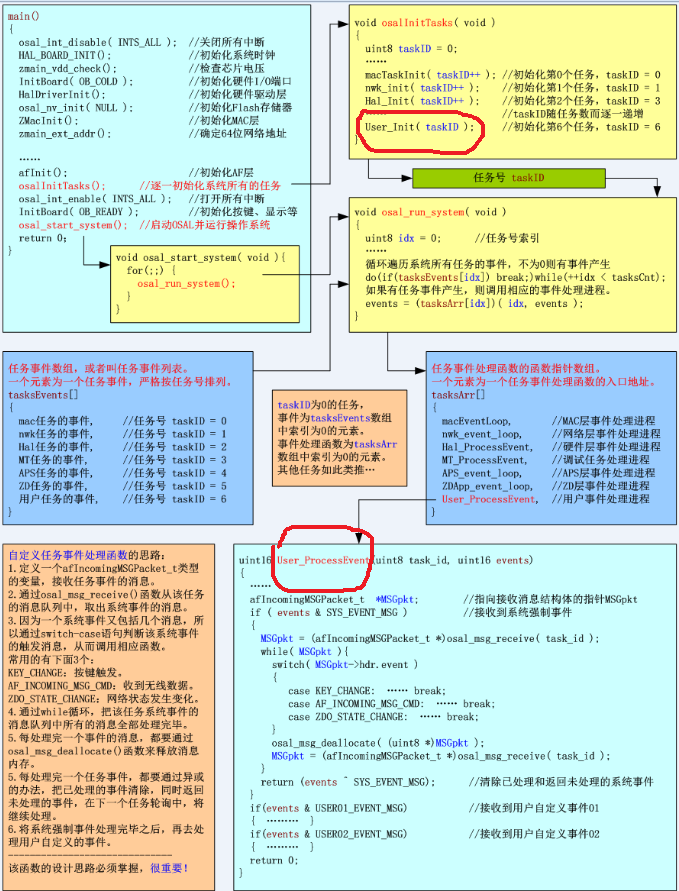 main()
{
osal_int_disable( INTS_ALL ); //关闭所有中断
HAL_BOARD_INIT(); //初始化系统时钟
zmain_vdd_check(); //检查芯片电压
InitBoard( OB_COLD ); //初始化硬件I/O端口
HalDriverInit(); //初始化硬件驱动层
osal_nv_init( NULL ); //初始化Flash存储器
ZMacInit(); //初始化MAC层
zmain_ext_addr(); //确定64位网络地址
……
afInit(); //初始化AF层
osalInitTasks(); //逐一初始化系统所有的任务
osal_int_enable( INTS_ALL ); //打开所有中断
InitBoard( OB_READY ); //初始化按键、显示等
osal_start_system(); //启动OSAL并运行操作系统
return 0;
}
void osal_start_system( void ){
for(;;) {
osal_run_system();
}
}
void osalInitTasks( void )
{
uint8 taskID = 0;
……
macTaskInit( taskID++ ); //初始化第0个任务, taskID = 0
nwk_init( taskID++ ); //初始化第1个任务, taskID = 1
Hal_Init( taskID++ ); //初始化第2个任务, taskID = 3
…… //taskID随任务数而逐一递增
User_Init( taskID ); //初始化第6个任务, taskID = 6
}
任务号 taskID
void osal_run_system( void )
{
uint8 idx = 0; //任务号索引
……
循环遍历系统所有任务的事件, 不为0则有事件产生
do(if(tasksEvents[idx]) break;)while(++idx < tasksCnt);
如果有任务事件产生, 则调用相应的事件处理进程。
events = (tasksArr[idx])( idx, events );
}
任务事件数组, 或者叫任务事件列表。
一个元素为一个任务事件, 严格按任务号排列。
tasksEvents[]
{
mac任务的事件, //任务号 taskID = 0
nwk任务的事件, //任务号 taskID = 1
Hal任务的事件, //任务号 taskID = 2
MT任务的事件, //任务号 taskID = 3
APS任务的事件, //任务号 taskID = 4
ZD任务的事件, //任务号 taskID = 5
用户任务的事件, //任务号 taskID = 6
}
taskID为0的任务,
事件为tasksEvents数组
中索引为0的元素。
事件处理函数为tasksArr
数组中索引为0的元素。
其他任务如此类推…
任务事件处理函数的函数指针数组。
一个元素为一个任务事件处理函数的入口地址。
tasksArr[]
{
macEventLoop, //MAC层事件处理进程
nwk_event_loop, //网络层事件处理进程
Hal_ProcessEvent, //硬件层事件处理进程
MT_ProcessEvent, //调试任务处理进程
APS_event_loop, //APS层事件处理进程
ZDApp_event_loop, //ZD层事件处理进程
User_ProcessEvent, //用户事件处理进程
}
自定义任务事件处理函数的思路:
1.定义一个afIncomingMSGPacket_t类型
的变量, 接收任务事件的消息。
2.通过osal_msg_receive()函数从该任务
的消息队列中, 取出系统事件的消息。
3.因为一个系统事件又包括几个消息, 所
以通过switch-case语句判断该系统事件
的触发消息, 从而调用相应函数。
常用的有下面3个:
KEY_CHANGE: 按键触发。
AF_INCOMING_MSG_CMD: 收到无线数据。
ZDO_STATE_CHANGE: 网络状态发生变化。
4.通过while循环, 把该任务系统事件的
消息队列中所有的消息全部处理完毕。
5.每处理完一个事件的消息, 都要通过
osal_msg_deallocate()函数来释放消息
内存。
5.每处理完一个任务事件, 都要通过异或
的办法, 把已处理的事件清除, 同时返回
未处理的事件, 在下一个任务轮询中, 将
继续处理。
6.将系统强制事件处理完毕之后, 再去处
理用户自定义的事件。
------------------------------
该函数的设计思路必须掌握, 很重要!
uint16 User_ProcessEvent(uint8 task_id, uint16 events)
{
……
afIncomingMSGPacket_t *MSGpkt; //指向接收消息结构体的指针MSGpkt
if ( events & SYS_EVENT_MSG ) //接收到系统强制事件
{
MSGpkt = (afIncomingMSGPacket_t *)osal_msg_receive( task_id );
while( MSGpkt ){
switch( MSGpkt->hdr.event )
{
case KEY_CHANGE: …… break;
case AF_INCOMING_MSG_CMD: …… break;
case ZDO_STATE_CHANGE: …… break;
}
osal_msg_deallocate( (uint8 *)MSGpkt );
MSGpkt = (afIncomingMSGPacket_t *)osal_msg_receive( task_id );
}
return (events ^ SYS_EVENT_MSG); //清除已处理和返回未处理的系统事件
}
if(events & USER01_EVENT_MSG) //接收到用户自定义事件01
{ ……… }
if(events & USER02_EVENT_MSG) //接收到用户自定义事件02
{ ……… }
return 0;
}